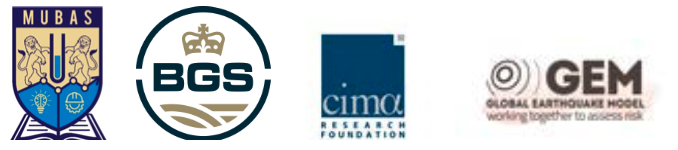 MUBAS
BGS
cima
RESEARCH
FOUNDATION
GEM
GLOBAL EARTHQUAKE MODEL
working together to assess risk